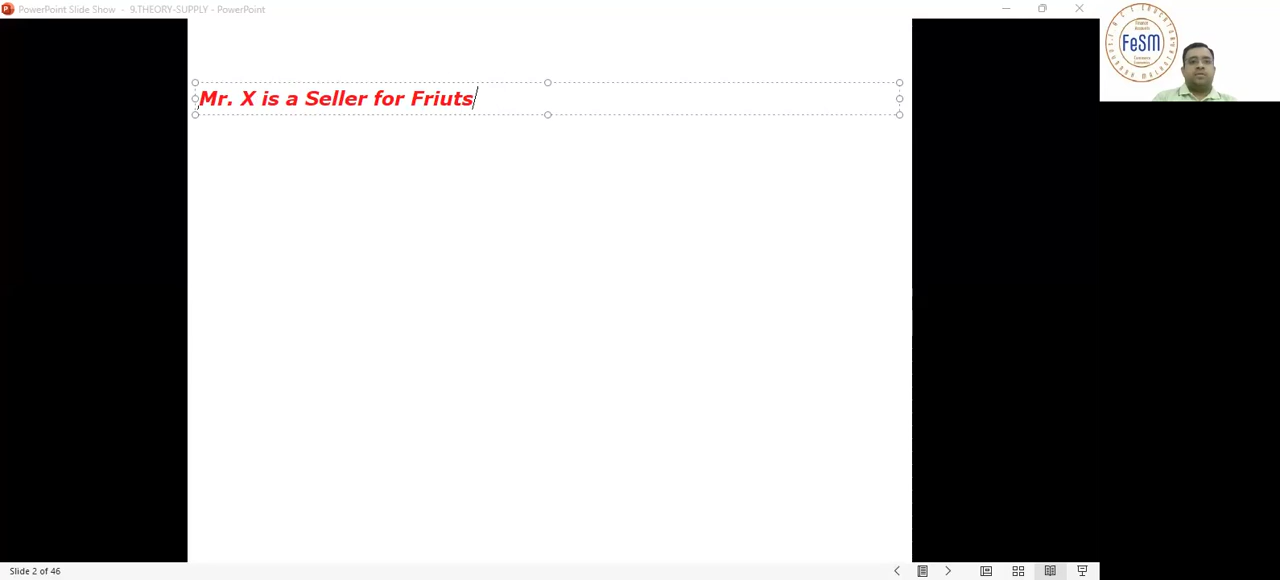 PowerPoint Slide Show - 9.THEORY-SUPPLY - PowerPoint
Mr. X is a Seller for Friuts
FeSM
Slide 2 of 46